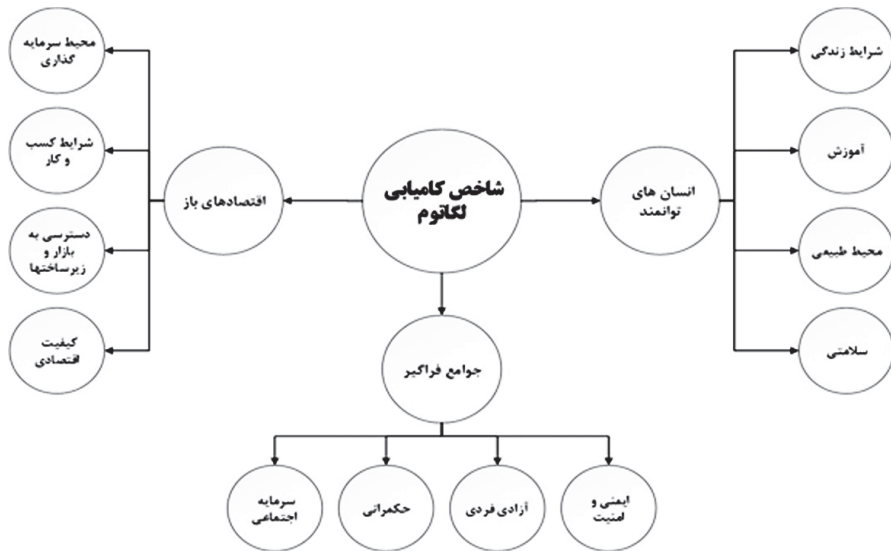 شاخص کامیابی
لگاتوم
انسان های
توانمند
شرایط زندگی
آموزش
محیط طبیعی
سلامتی
اقتصادهای باز
محیط سرمایه
گذاری
شرایط کسب
و کار
دسترسی به
بازار و
زیرساختها
کیفیت
اقتصادی
جوامع فراگیر
ایمنی و
امنیت
آزادی فردی
حکمرانی
سرمایه
اجتماعی